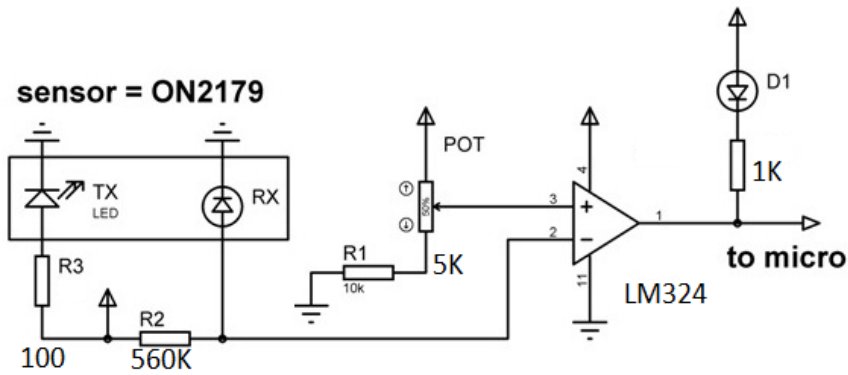 sensor = ON2179
TX
LED
RX
R3
100
R2
560K
R1
10k
POT
50%
5K
3
2
4
11
1
LM324
D1
1K
to micro